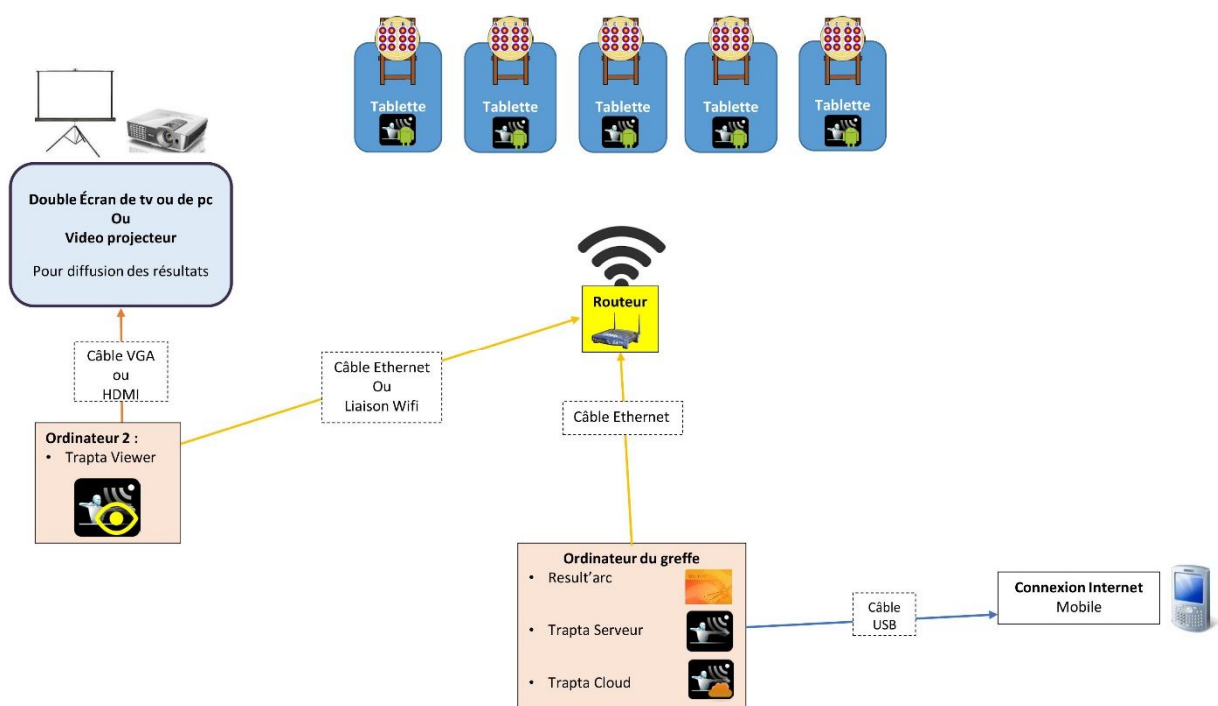 Tablette
Tablette
Tablette
Tablette
Tablette
Double Écran de tv ou de pc
Ou
Video projecteur
Pour diffusion des résultats
Routeur
Câble VGA
ou
HDMI
Câble Ethernet
Ou
Liaison Wifi
Câble Ethernet
Ordinateur 2 :
• Trapta Viewer
Ordinateur du greffe
• Result’arc
• Trapta Serveur
• Trapta Cloud
Câble
USB
Connexion Internet
Mobile